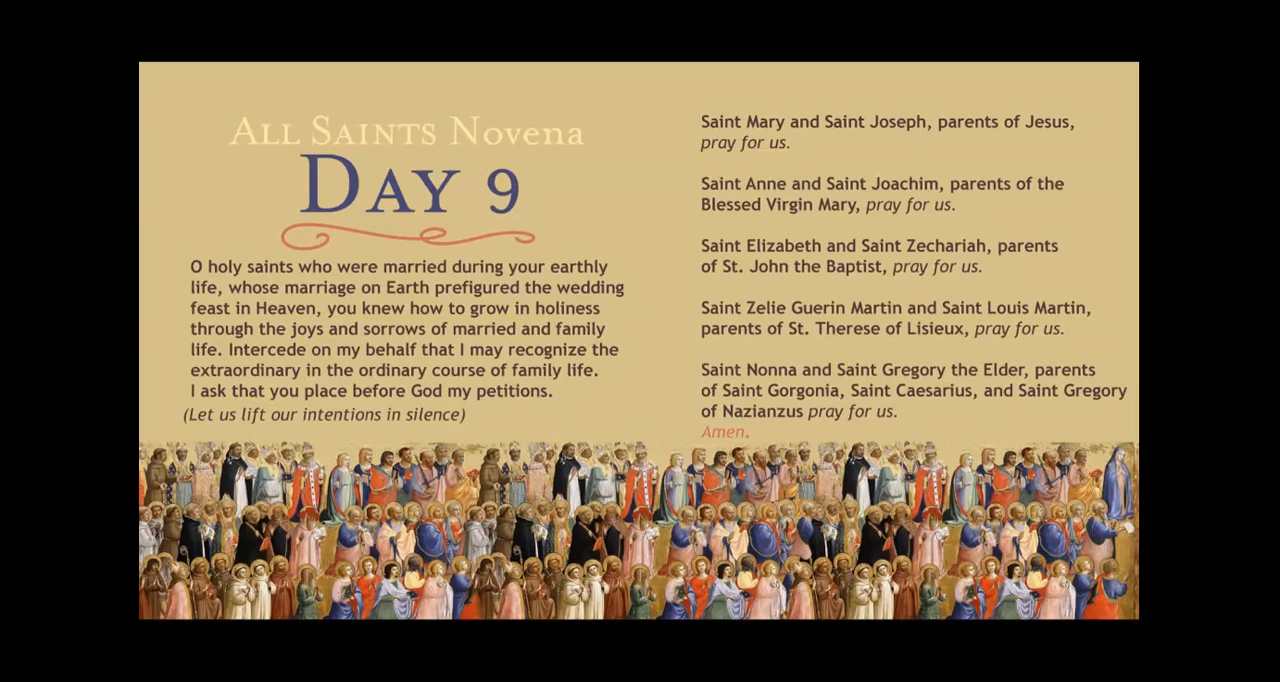 ALL SAINTS Novena
DAY 9
O holy saints who were married during your earthly
life, whose marriage on Earth prefigured the wedding
feast in Heaven, you knew how to grow in holiness
through the joys and sorrows of married and family
life. Intercede on my behalf that I may recognize the
extraordinary in the ordinary course of family life.
I ask that you place before God my petitions.
(Let us lift our intentions in silence)
Saint Mary and Saint Joseph, parents of Jesus,
pray for us.
Saint Anne and Saint Joachim, parents of the
Blessed Virgin Mary, pray for us.
Saint Elizabeth and Saint Zechariah, parents
of St. John the Baptist, pray for us.
Saint Zelie Guerin Martin and Saint Louis Martin,
parents of St. Therese of Lisieux, pray for us.
Saint Nonna and Saint Gregory the Elder, parents
of Saint Gorgonia, Saint Caesarius, and Saint Gregory
of Nazianzus pray for us.
Amen.